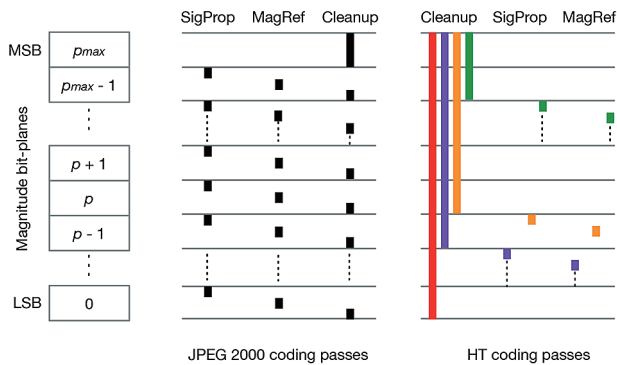 SigProp MagRef Cleanup Cleanup SigProp MagRef
MSB pmax
pmax - 1
Magnitude bit-planes
p + 1
p
p - 1
LSB 0
JPEG 2000 coding passes HT coding passes